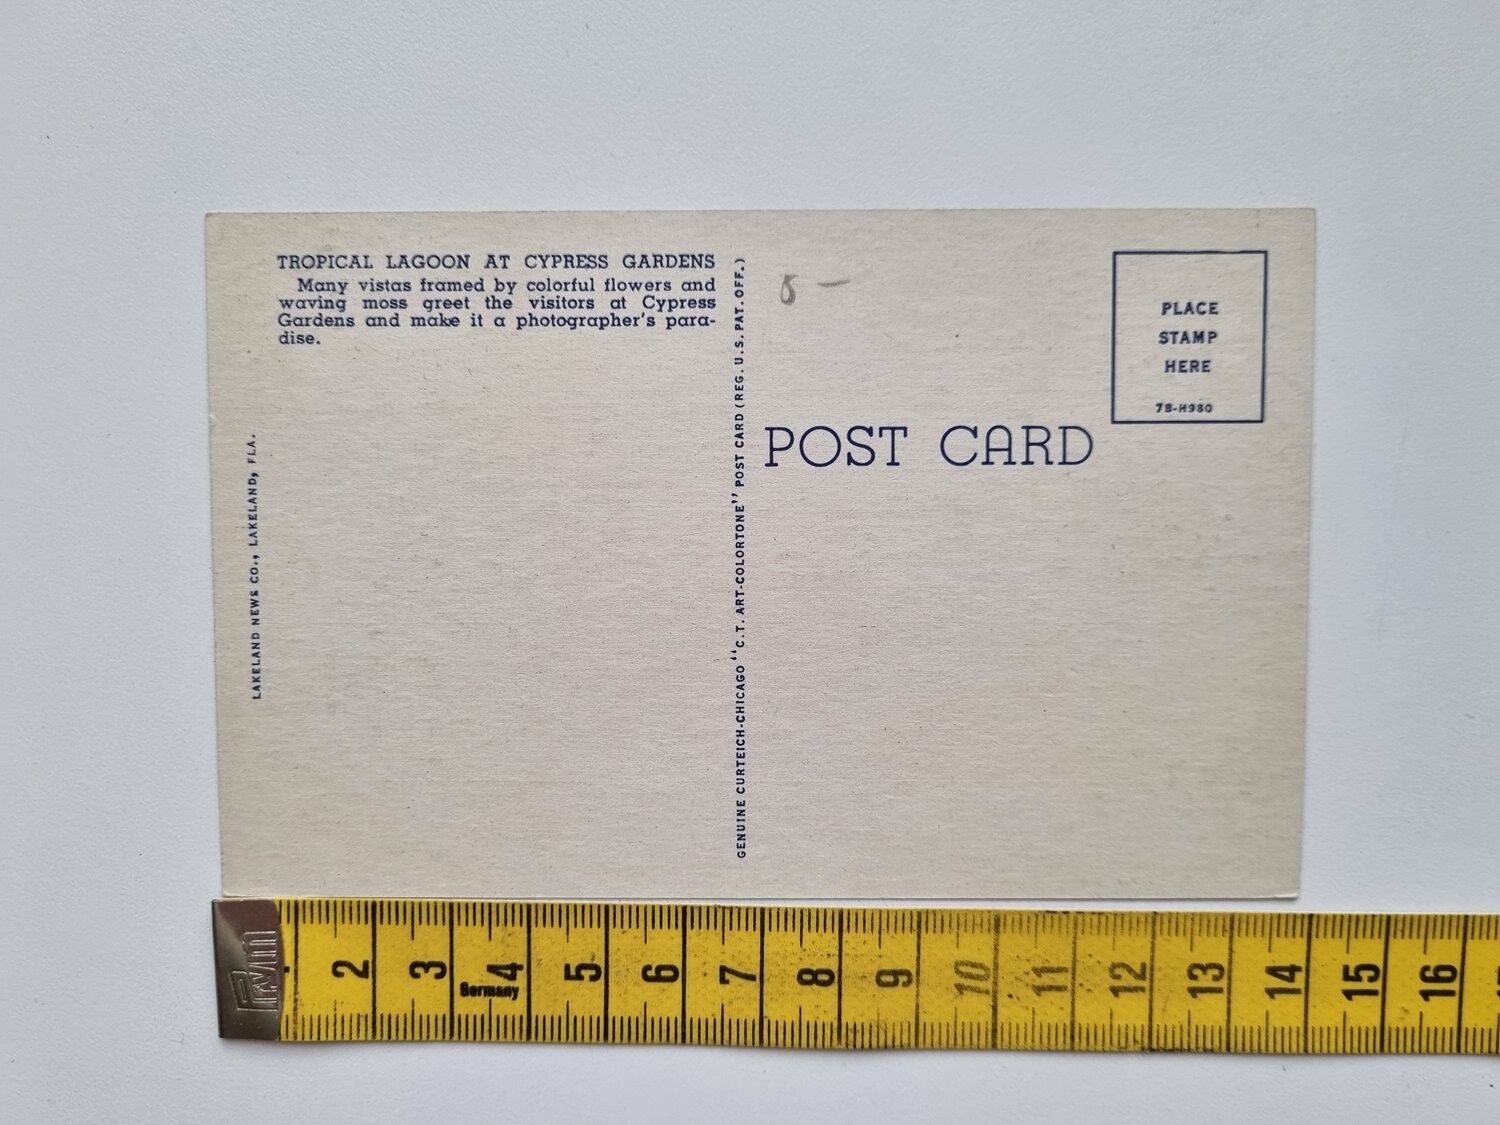 TROPICAL LAGOON AT CYPRESS GARDENS
Many vistas framed by colorful flowers and
waving moss greet the visitors at Cypress
Gardens and make it a photographer's para-
dise.
LAKELAND NEWS CO., LAKELAND, FLA.
GENUINE CURTEICH-CHICAGO "C.T. ART-COLORTONE" POST CARD (REG. U.S. PAT. OFF.)
8 —
PLACE
STAMP
HERE
7B-H980
POST CARD
2 3 4 5 6 7 8 9 10 11 12 13 14 15 16
Germany